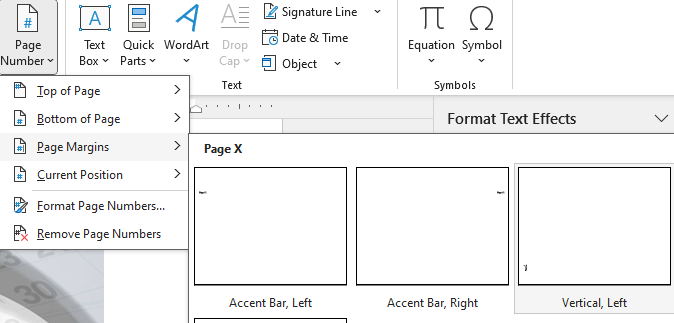 Page Number
Text Box
Quick Parts
WordArt
Drop Cap
Signature Line
Date & Time
Object
Text
Equation
Symbol
Symbols
Top of Page
Bottom of Page
Page Margins
Current Position
Format Page Numbers...
Remove Page Numbers
Format Text Effects
Page X
Accent Bar, Left
Accent Bar, Right
Vertical, Left
30